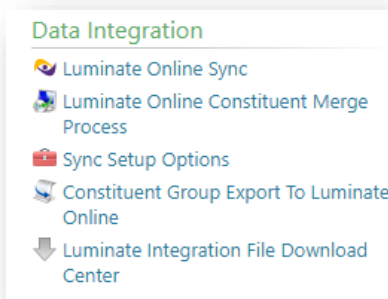 Data Integration
Luminate Online Sync
Luminate Online Constituent Merge
Process
Sync Setup Options
Constituent Group Export To Luminate
Online
Luminate Integration File Download
Center